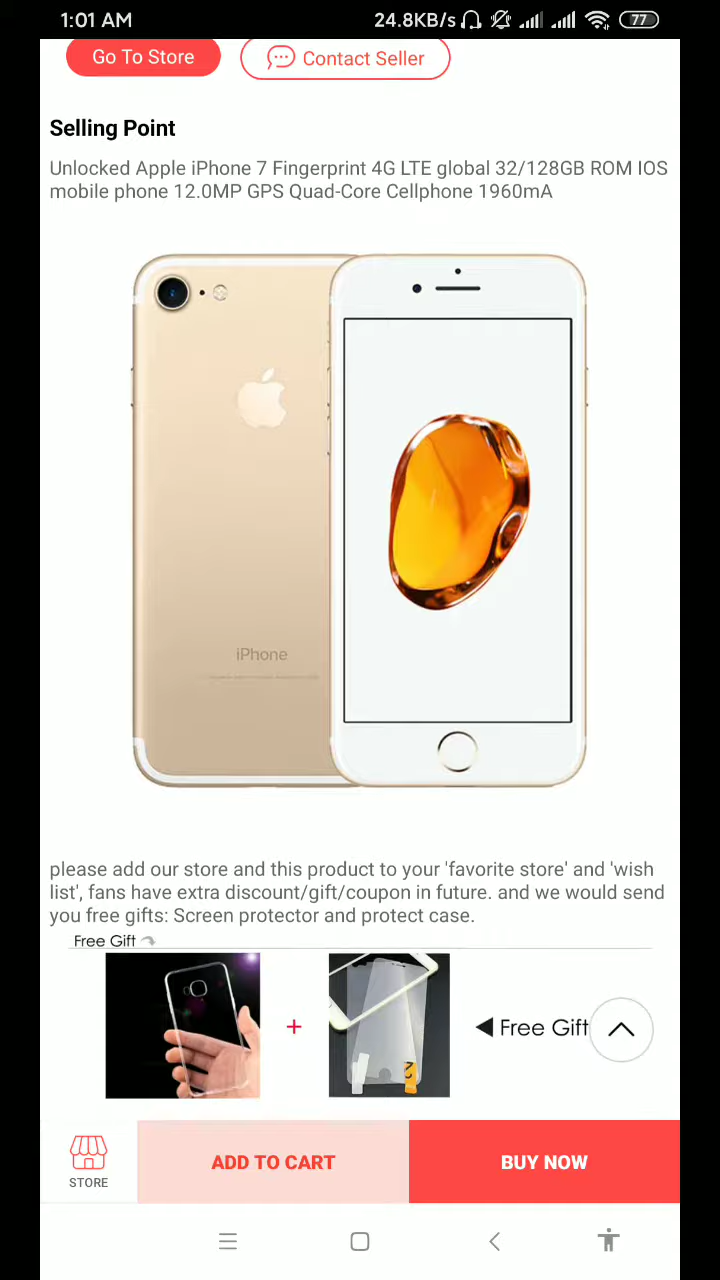 1:01 AM 24.8KB/s 77
Go To Store Contact Seller
Selling Point
Unlocked Apple iPhone 7 Fingerprint 4G LTE global 32/128GB ROM IOS
mobile phone 12.0MP GPS Quad-Core Cellphone 1960mA
iPhone
please add our store and this product to your 'favorite store' and 'wish
list', fans have extra discount/gift/coupon in future. and we would send
you free gifts: Screen protector and protect case.
Free Gift
+ Free Gift
STORE ADD TO CART BUY NOW